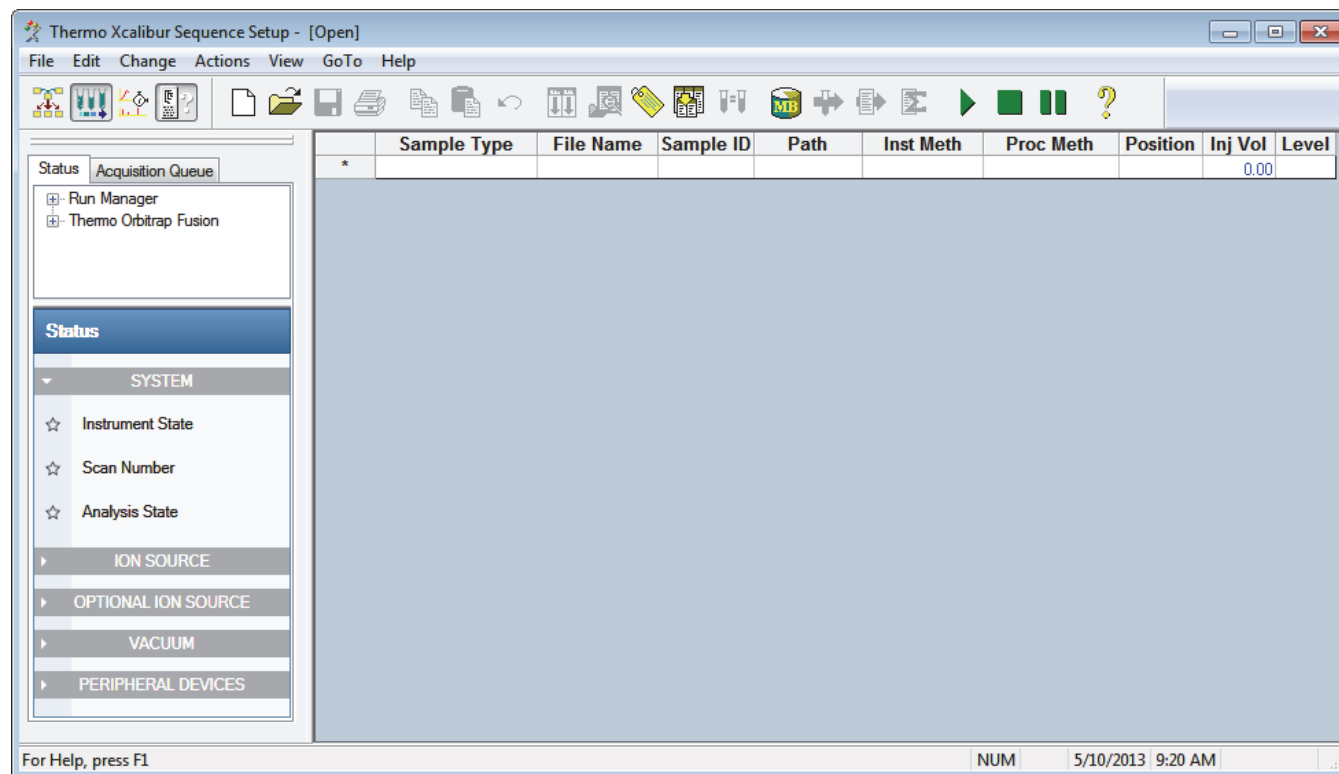 Thermo Xcalibur Sequence Setup - [Open]
File Edit Change Actions View GoTo Help
MB
Sample Type File Name Sample ID Path Inst Meth Proc Meth Position Inj Vol Level
* 0.00
Status Acquisition Queue
Run Manager
Thermo Orbitrap Fusion
Status
SYSTEM
Instrument State
Scan Number
Analysis State
ION SOURCE
OPTIONAL ION SOURCE
VACUUM
PERIPHERAL DEVICES
For Help, press F1 NUM 5/10/2013 9:20 AM